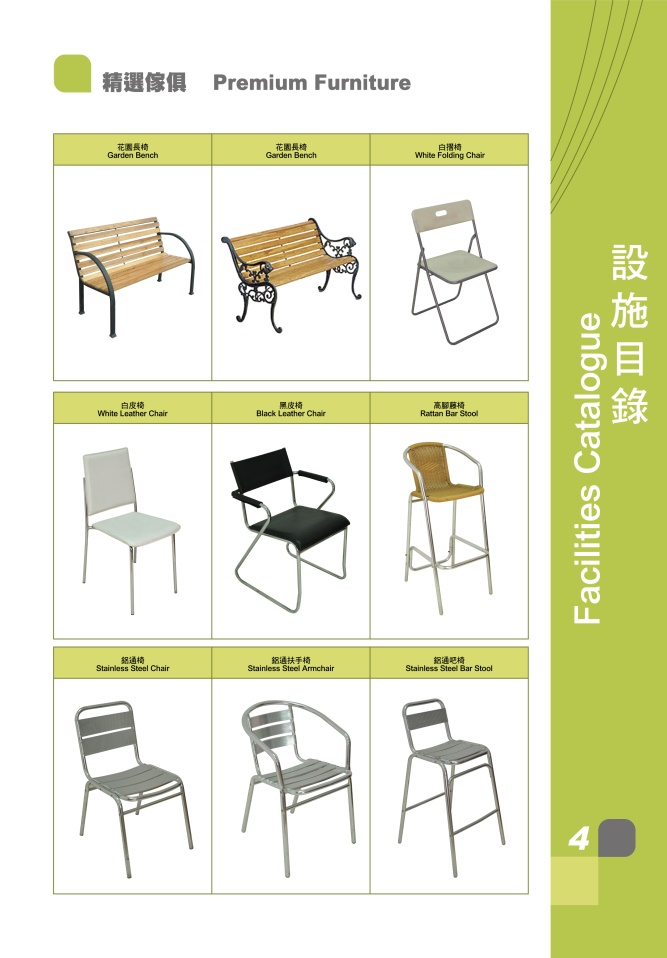 精選傢俱 Premium Furniture
花園長椅
Garden Bench
花園長椅
Garden Bench
白摺椅
White Folding Chair
白皮椅
White Leather Chair
黑皮椅
Black Leather Chair
高腳藤椅
Rattan Bar Stool
鋁通椅
Stainless Steel Chair
鋁通扶手椅
Stainless Steel Armchair
鋁通吧椅
Stainless Steel Bar Stool
設施目錄
Facilities Catalogue
4